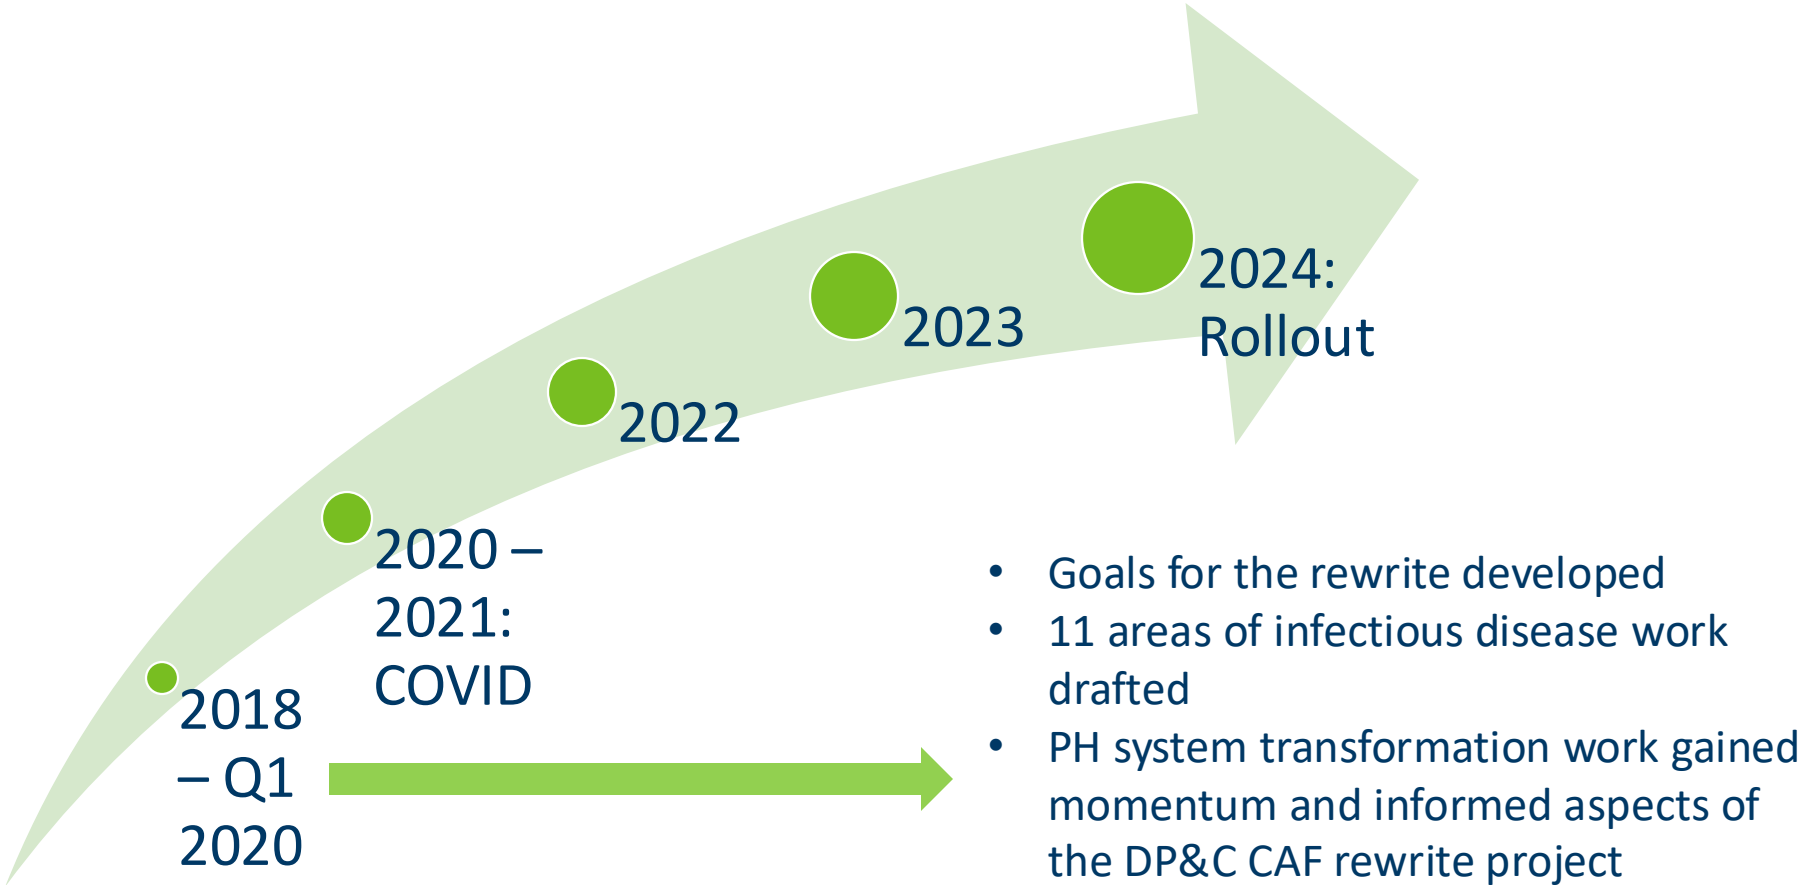 2018
– Q1
2020
2020 –
2021:
COVID
2022
2023
2024:
Rollout
• Goals for the rewrite developed
• 11 areas of infectious disease work
drafted
• PH system transformation work gained
momentum and informed aspects of
the DP&C CAF rewrite project